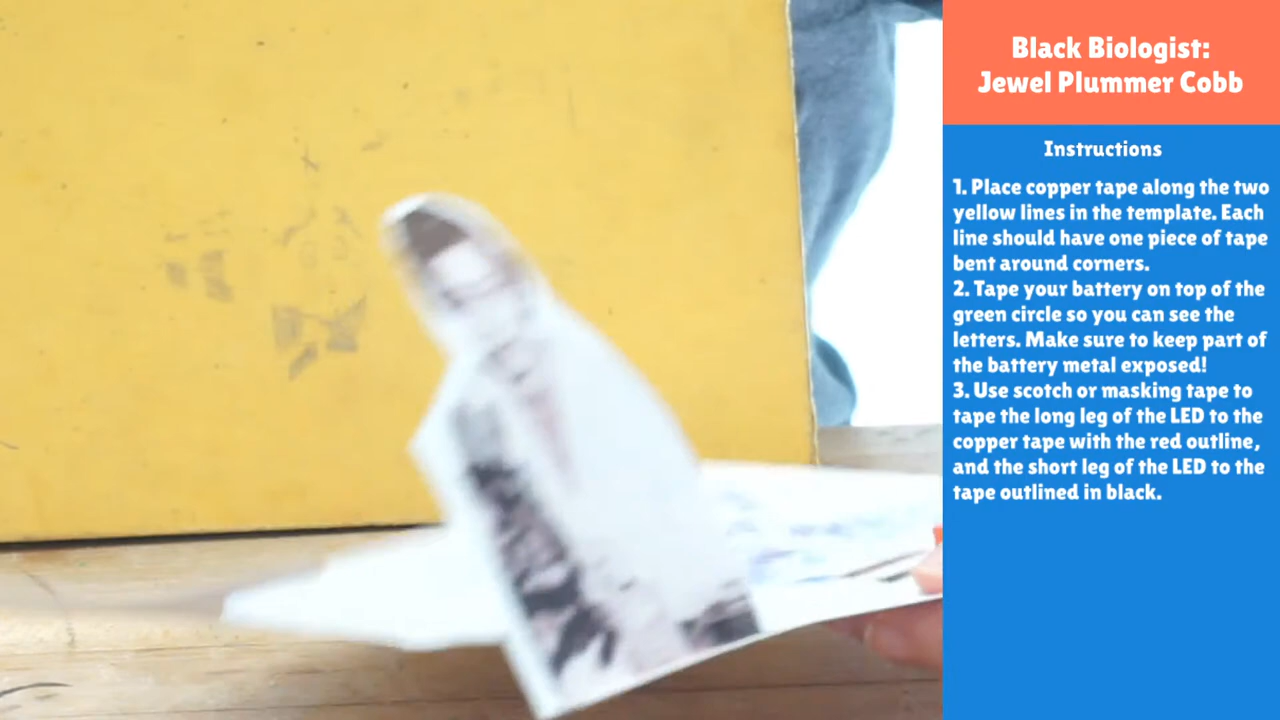 Black Biologist:
Jewel Plummer Cobb
Instructions
1. Place copper tape along the two
yellow lines in the template. Each
line should have one piece of tape
bent around corners.
2. Tape your battery on top of the
green circle so you can see the
letters. Make sure to keep part of
the battery metal exposed!
3. Use scotch or masking tape to
tape the long leg of the LED to the
copper tape with the red outline,
and the short leg of the LED to the
tape outlined in black.